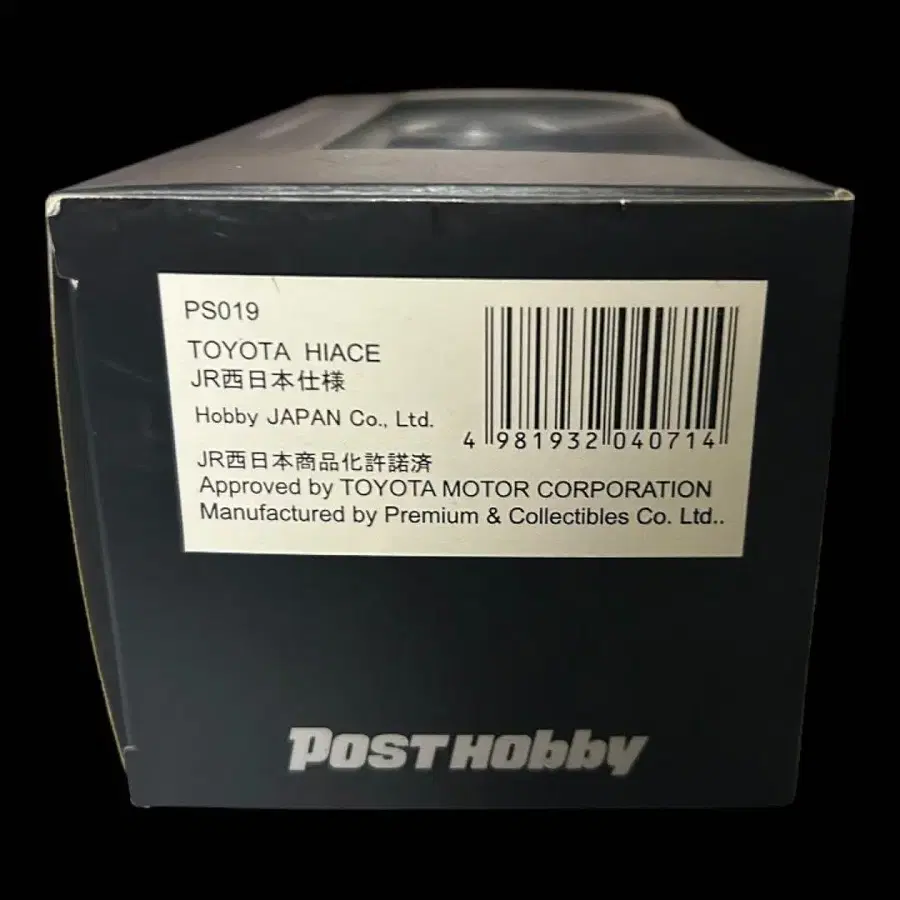 PS019
TOYOTA HIACE
JR西日本仕様
Hobby JAPAN Co., Ltd.
4 981932 040714
JR西日本商品化許諾済
Approved by TOYOTA MOTOR CORPORATION
Manufactured by Premium & Collectibles Co. Ltd..
POST HObby